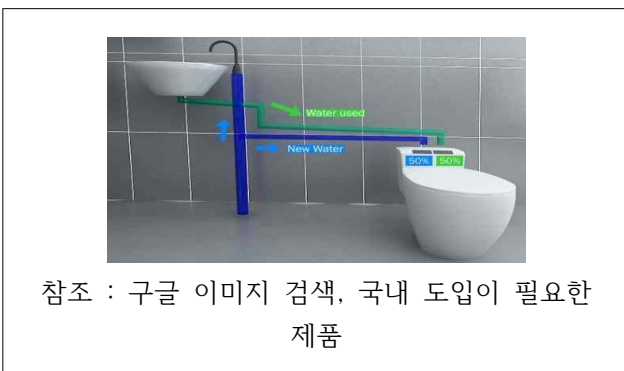 Water used
New Water
50% 50%
참조 : 구글 이미지 검색, 국내 도입이 필요한
제품